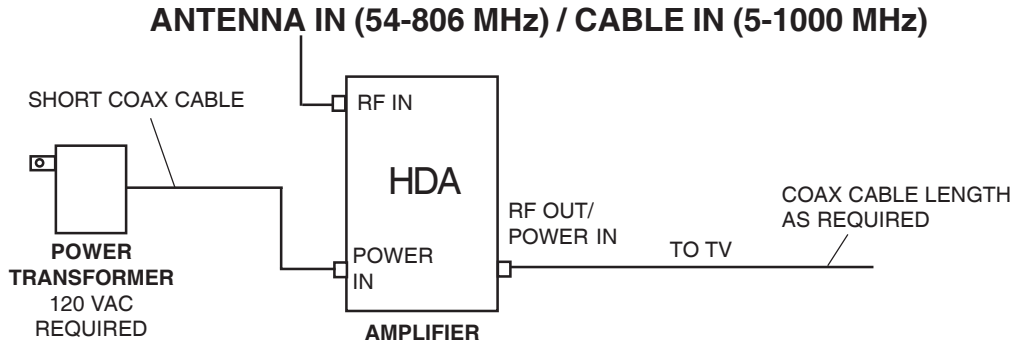 ANTENNA IN (54-806 MHz) / CABLE IN (5-1000 MHz)
SHORT COAX CABLE
RF IN
HDA
RF OUT/
POWER IN
COAX CABLE LENGTH
AS REQUIRED
TO TV
POWER
IN
POWER
TRANSFORMER
120 VAC
REQUIRED
AMPLIFIER